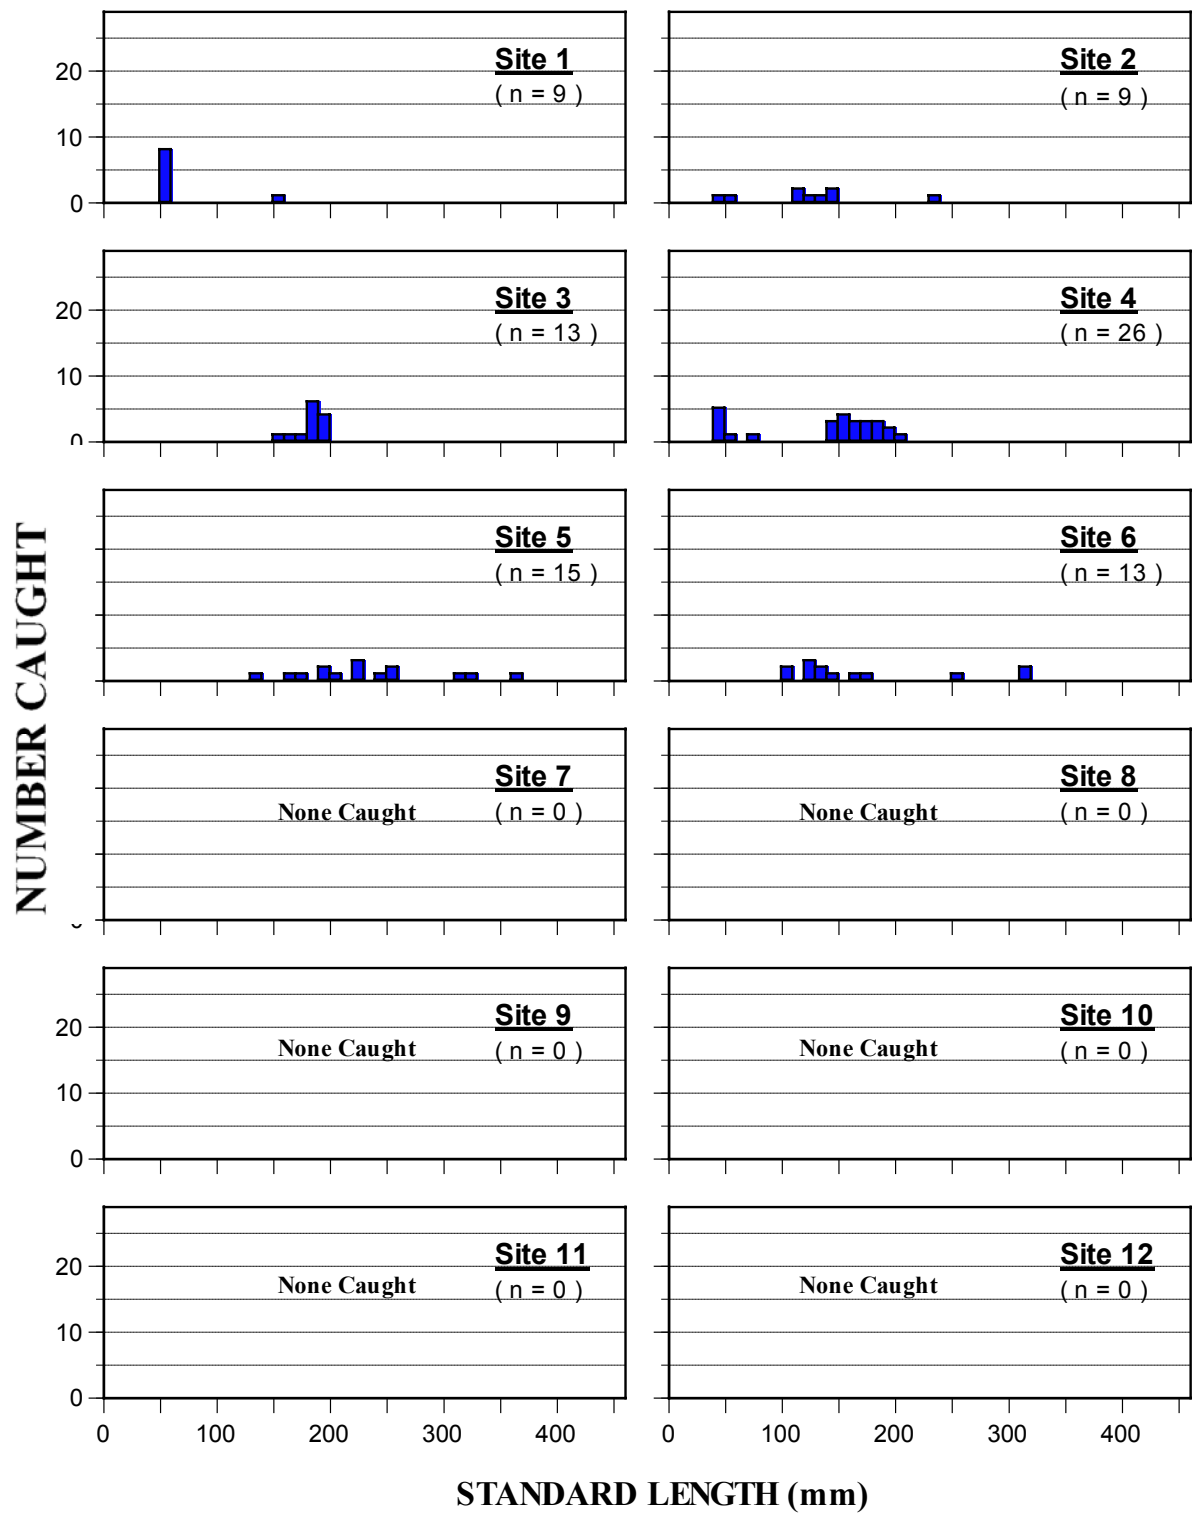 Site 1
( n = 9 )
20
10
0
Site 2
( n = 9 )
Site 3
( n = 13 )
20
10
0
Site 4
( n = 26 )
NUMBER CAUGHT
Site 5
( n = 15 )
Site 6
( n = 13 )
Site 7
None Caught ( n = 0 )
Site 8
None Caught ( n = 0 )
Site 9
20
None Caught ( n = 0 )
10
0
Site 10
None Caught ( n = 0 )
Site 11
20
None Caught ( n = 0 )
10
0
Site 12
None Caught ( n = 0 )
0 100 200 300 400
0 100 200 300 400
STANDARD LENGTH (mm)